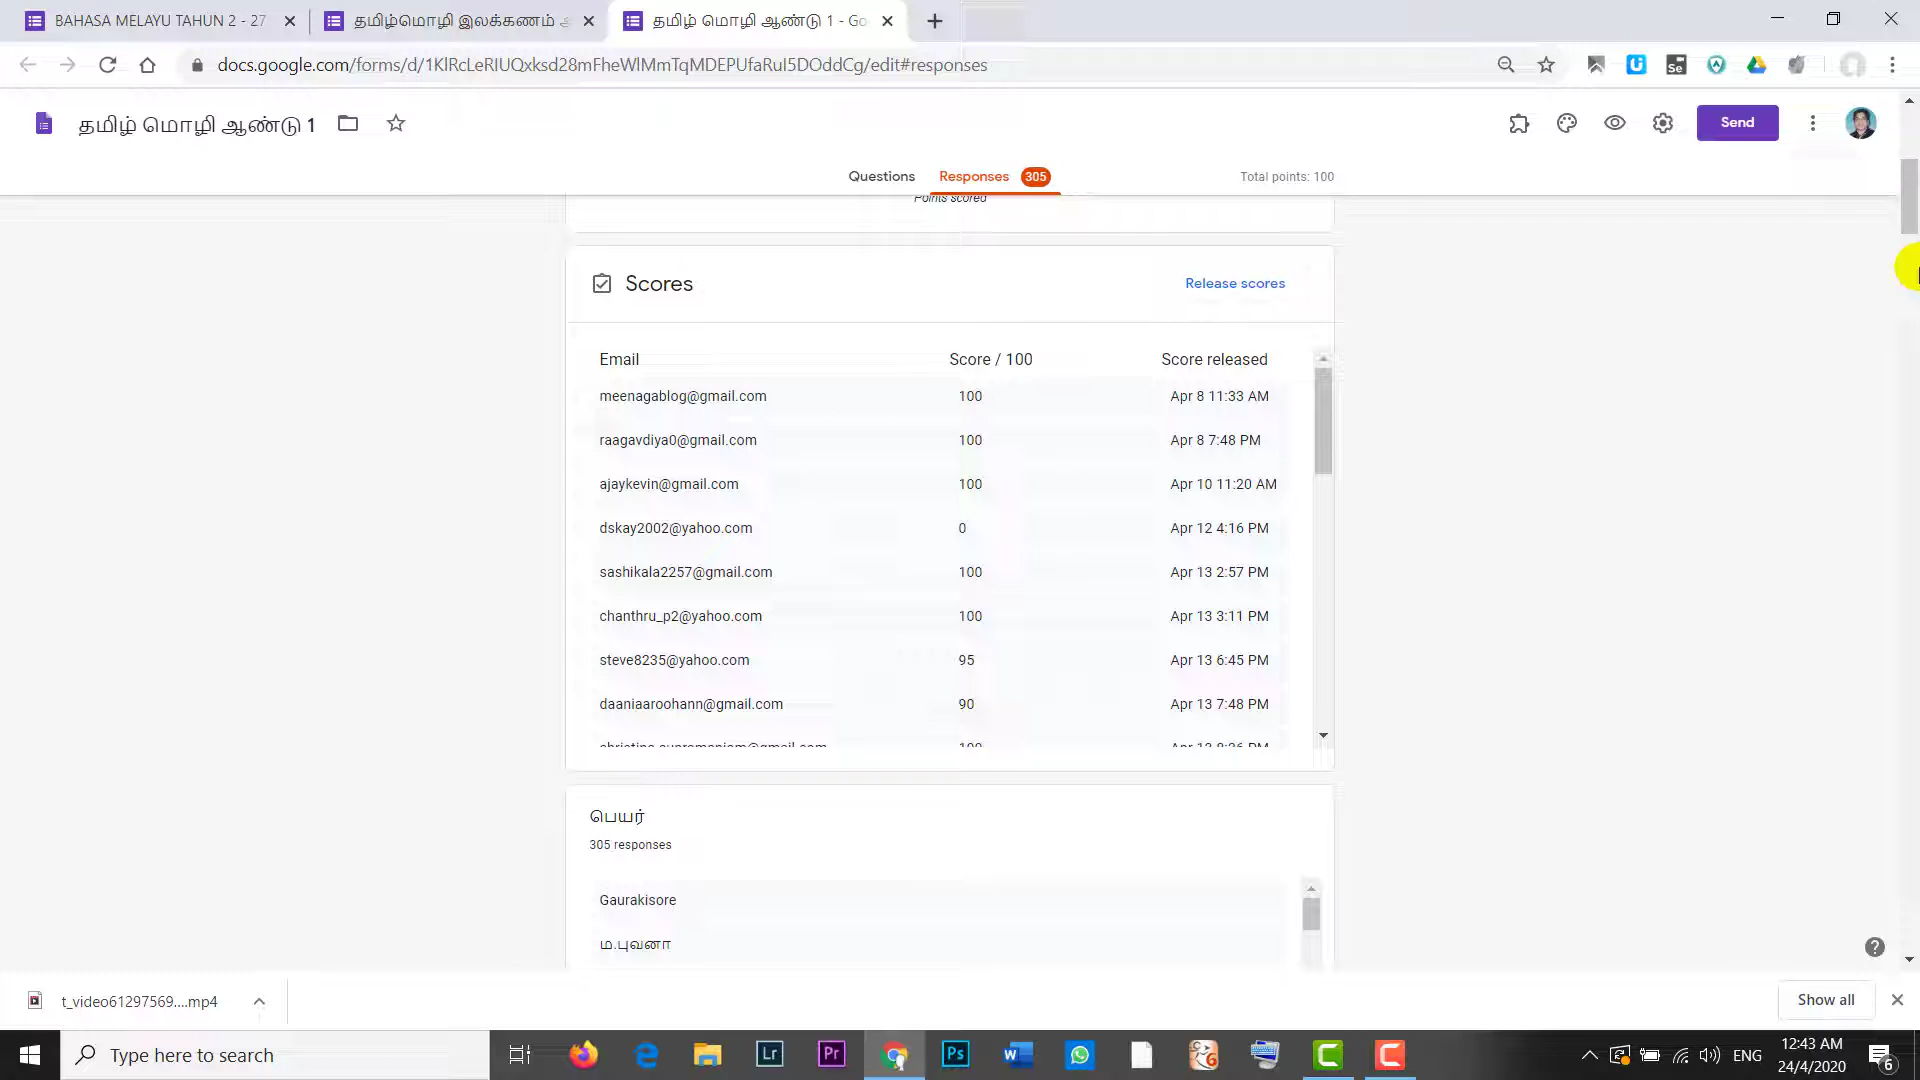 BAHASA MELAYU TAHUN 2 - 27
தமிழ்மொழி இலக்கணம்
தமிழ் மொழி ஆண்டு 1 - Go
docs.google.com/forms/d/1KlRcLeRIUQxksd28mFheWlMmTqMDEPUfaRuI5DOddCg/edit#responses
தமிழ் மொழி ஆண்டு 1
Send
Questions
Responses 305
Total points: 100
Points scored
Scores
Release scores
Email Score / 100 Score released
meenagablog@gmail.com 100 Apr 8 11:33 AM
raagavdiya0@gmail.com 100 Apr 8 7:48 PM
ajaykevin@gmail.com 100 Apr 10 11:20 AM
dskay2002@yahoo.com 0 Apr 12 4:16 PM
sashikala2257@gmail.com 100 Apr 13 2:57 PM
chanthru_p2@yahoo.com 100 Apr 13 3:11 PM
steve8235@yahoo.com 95 Apr 13 6:45 PM
daaniaaroohann@gmail.com 90 Apr 13 7:48 PM
பெயர்
305 responses
Gaurakisore
ம.புவனா
t_video61297569....mp4
Show all
Type here to search
Lr
Pr
Ps
ENG
12:43 AM
24/4/2020
6